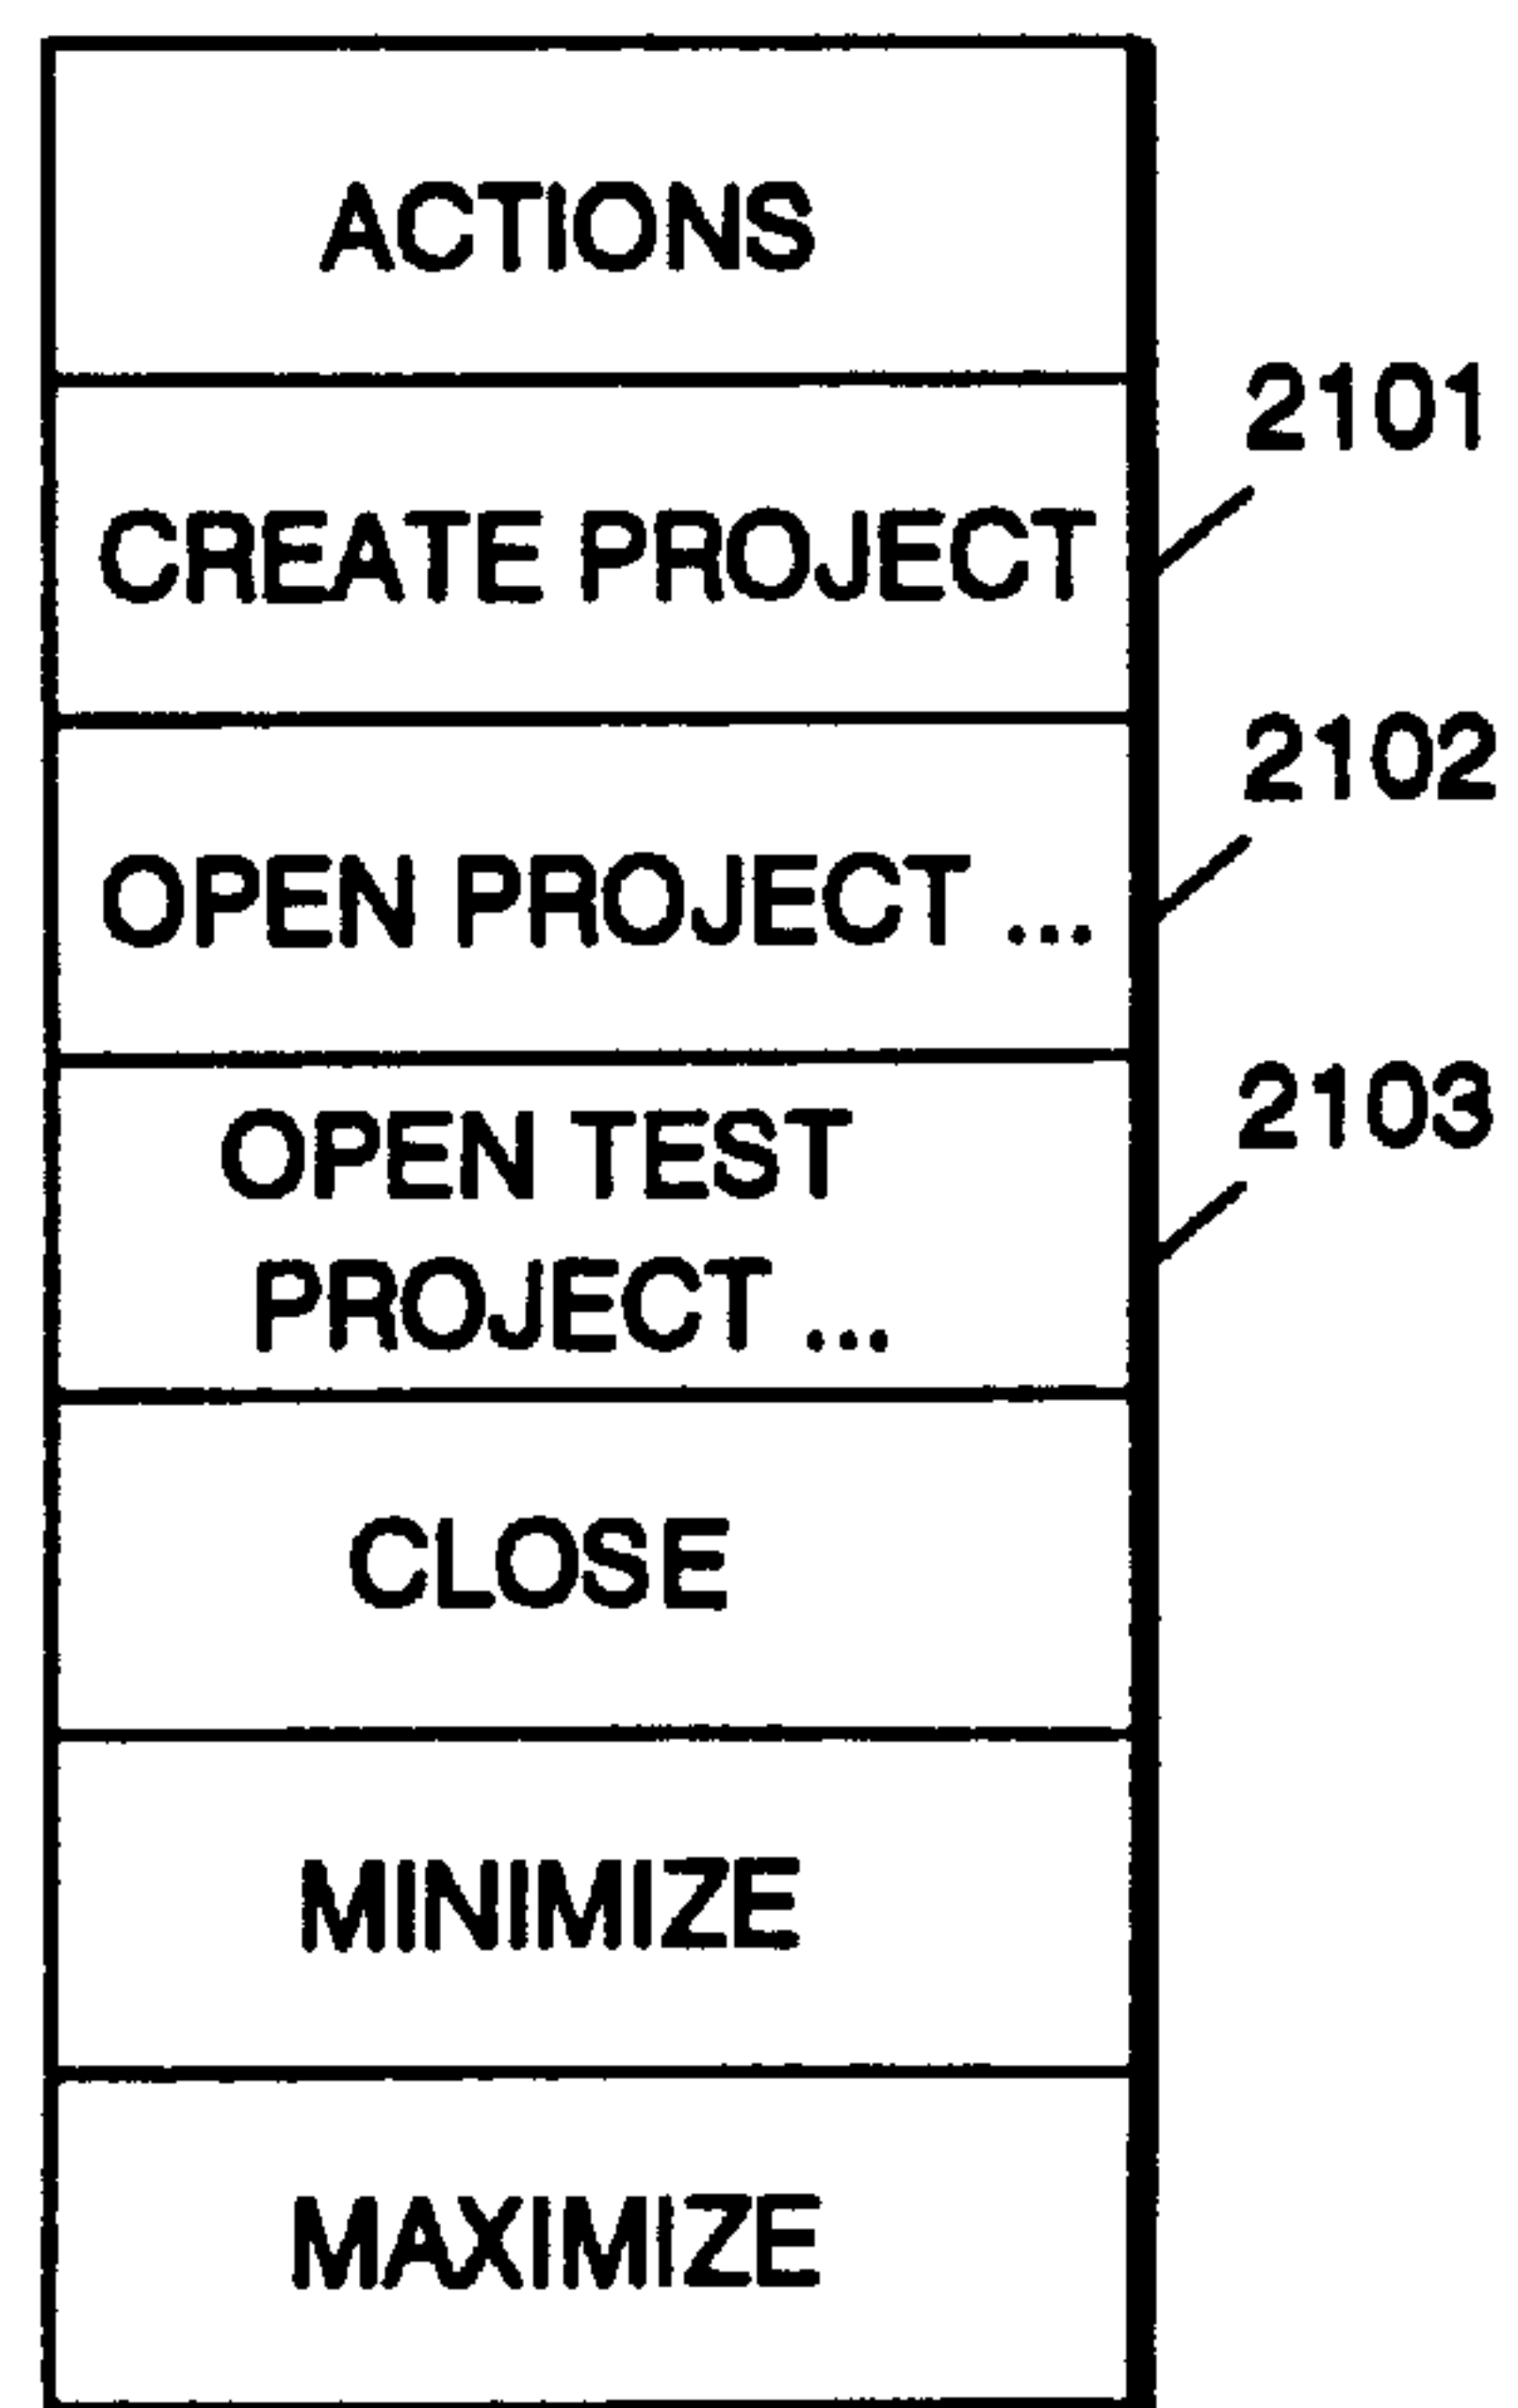 ACTIONS
CREATE PROJECT
2101
OPEN PROJECT ...
2102
OPEN TEST
PROJECT ...
2103
CLOSE
MINIMIZE
MAXIMIZE